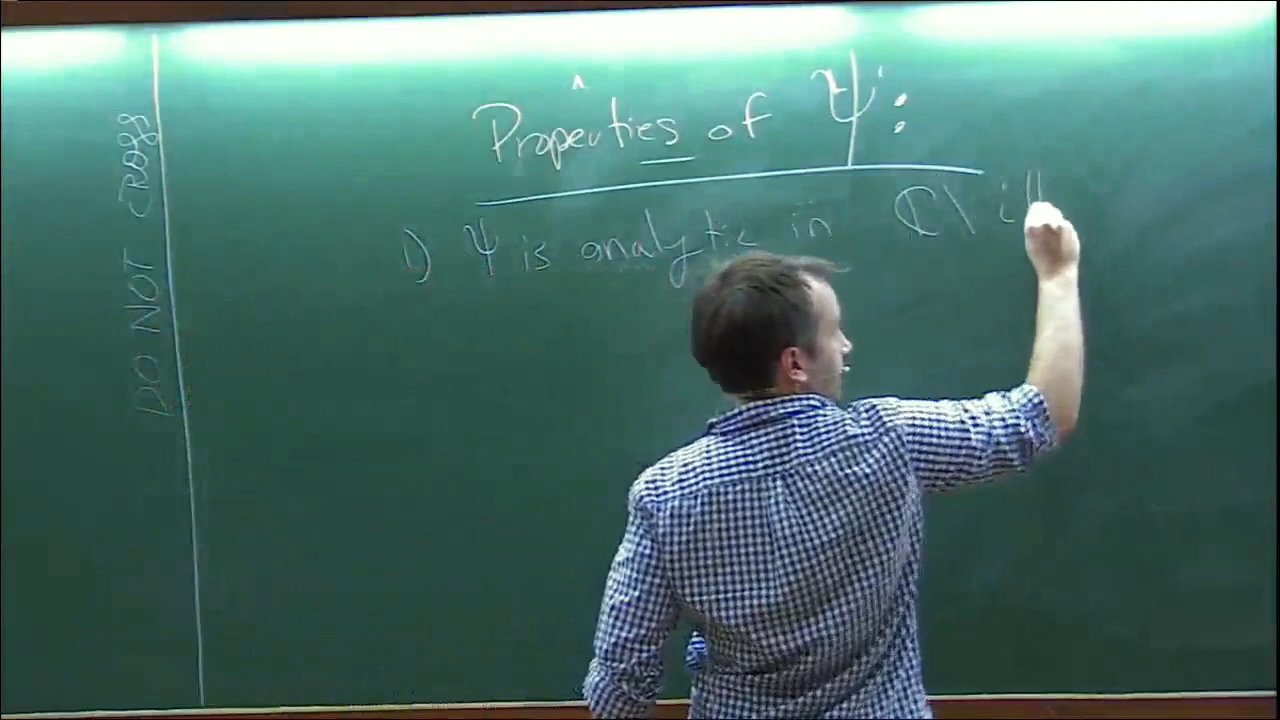 DO NOT CROSS
Properties of Ψ:
1) Ψ is analytic in ℂ\i